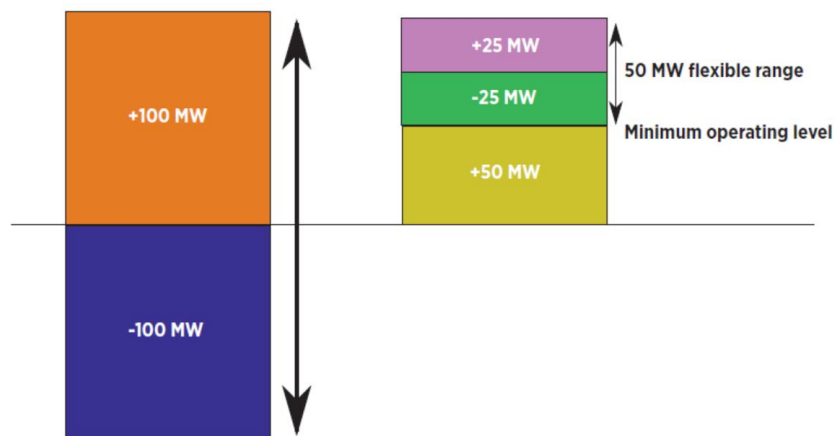 +100 MW
-100 MW
+25 MW
-25 MW
+50 MW
50 MW flexible range
Minimum operating level